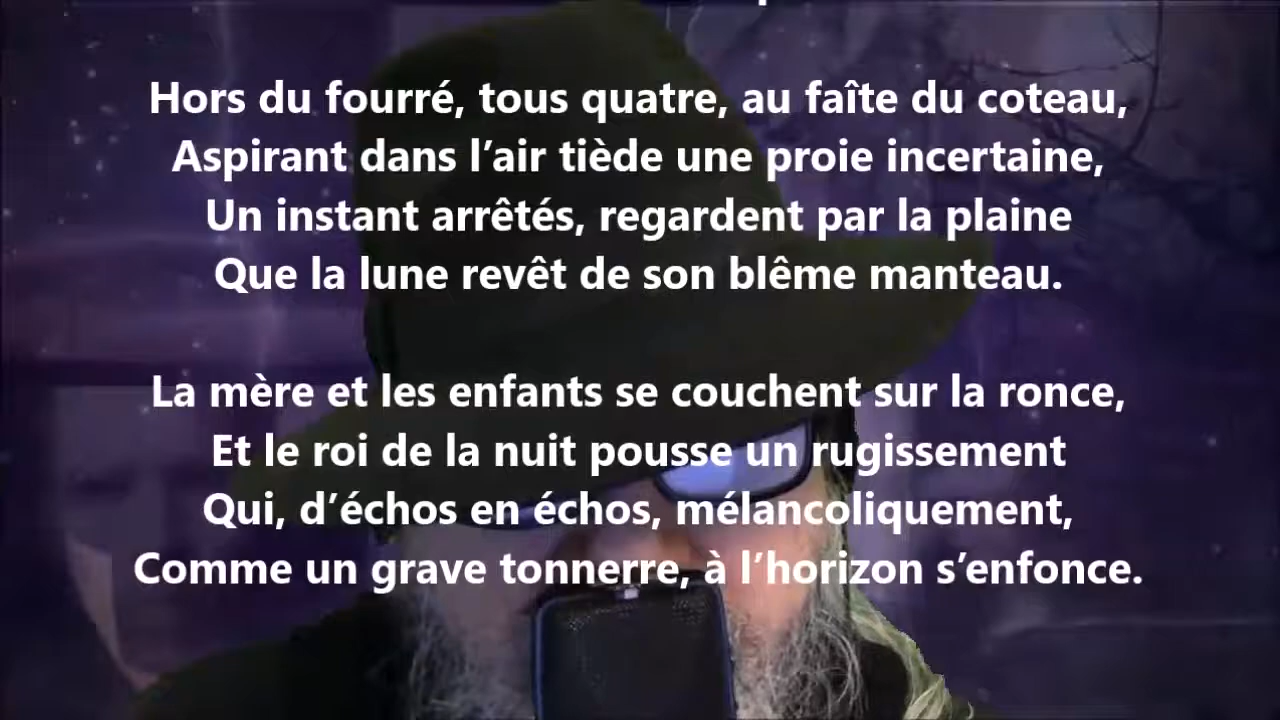 Hors du fourré, tous quatre, au faîte du coteau,
Aspirant dans l’air tiède une proie incertaine,
Un instant arrêtés, regardent par la plaine
Que la lune revêt de son blême manteau.
La mère et les enfants se couchent sur la ronce,
Et le roi de la nuit pousse un rugissement
Qui, d’échos en échos, mélancoliquement,
Comme un grave tonnerre, à l’horizon s’enfonce.